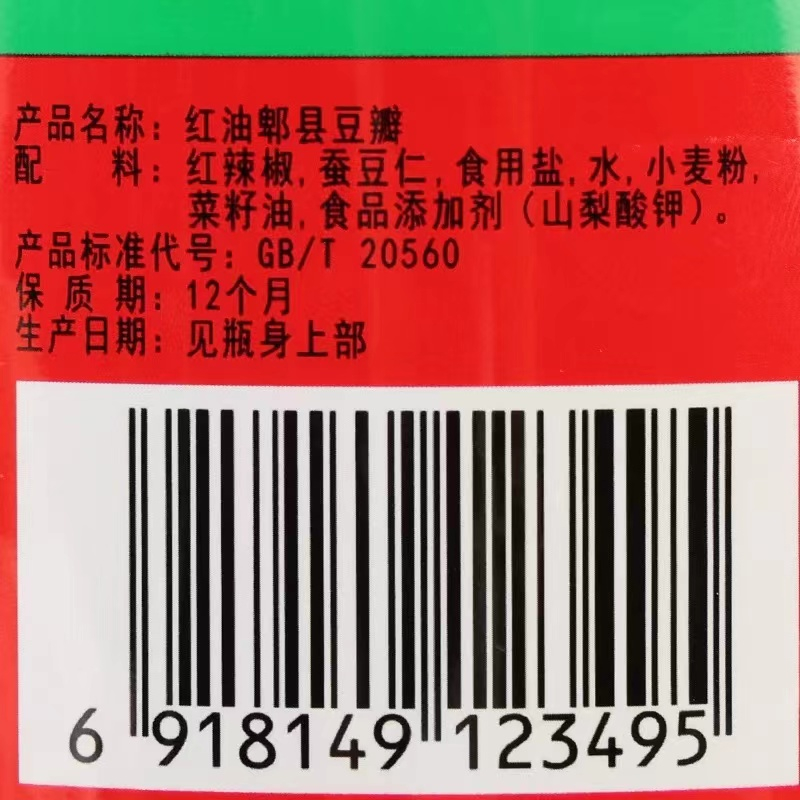 产品名称：红油郫县豆瓣
配　　料：红辣椒，蚕豆仁，食用盐，水，小麦粉，
菜籽油，食品添加剂（山梨酸钾）。
产品标准代号：GB/T 20560
保 质 期：12个月
生产日期：见瓶身上部
6 918149 123495